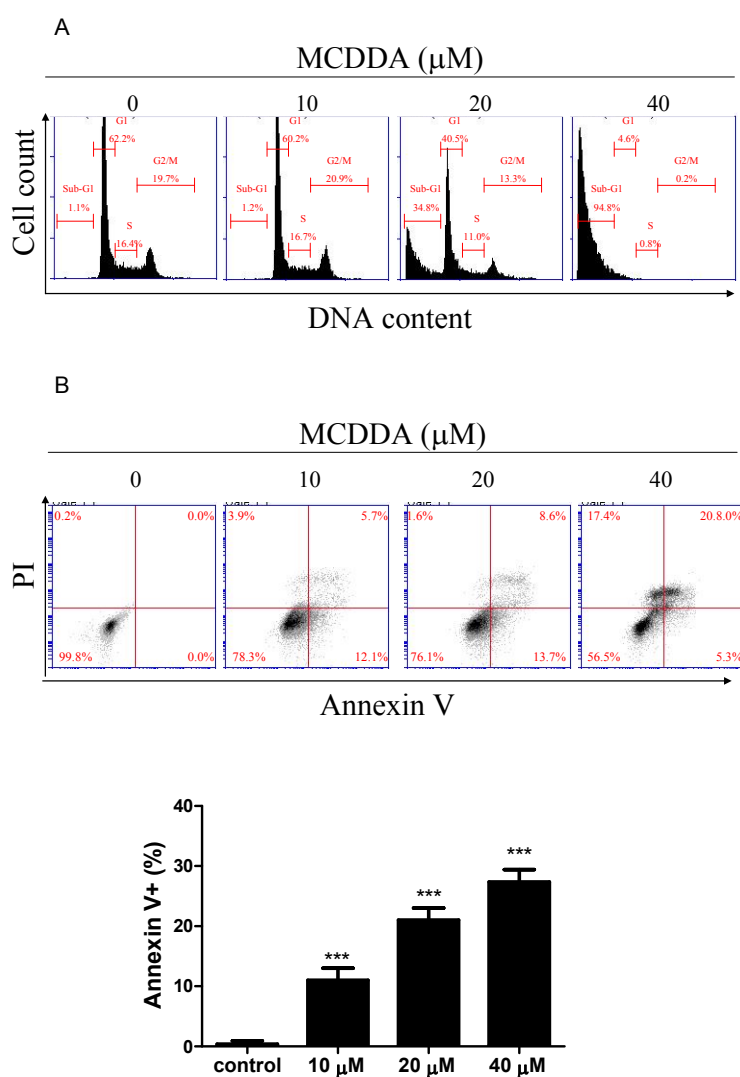 A
MCDDA (μM)
0 10 20 40
Cell count
G1
62.2%
G2/M
19.7%
Sub-G1
1.1%
S
16.4%
G1
60.2%
G2/M
20.9%
Sub-G1
1.2%
S
16.7%
G1
40.5%
G2/M
13.3%
Sub-G1
34.8%
S
11.0%
G1
4.6%
G2/M
0.2%
Sub-G1
94.8%
S
0.8%
DNA content
B
MCDDA (μM)
0 10 20 40
PI
0.2% 0.0%
99.8% 0.0%
3.9% 5.7%
78.3% 12.1%
1.6% 8.6%
76.1% 13.7%
17.4% 20.8.0%
56.5% 5.3%
Annexin V
Annexin V+ (%)
40
30
20
10
0
*** *** ***
control 10 μM 20 μM 40 μM